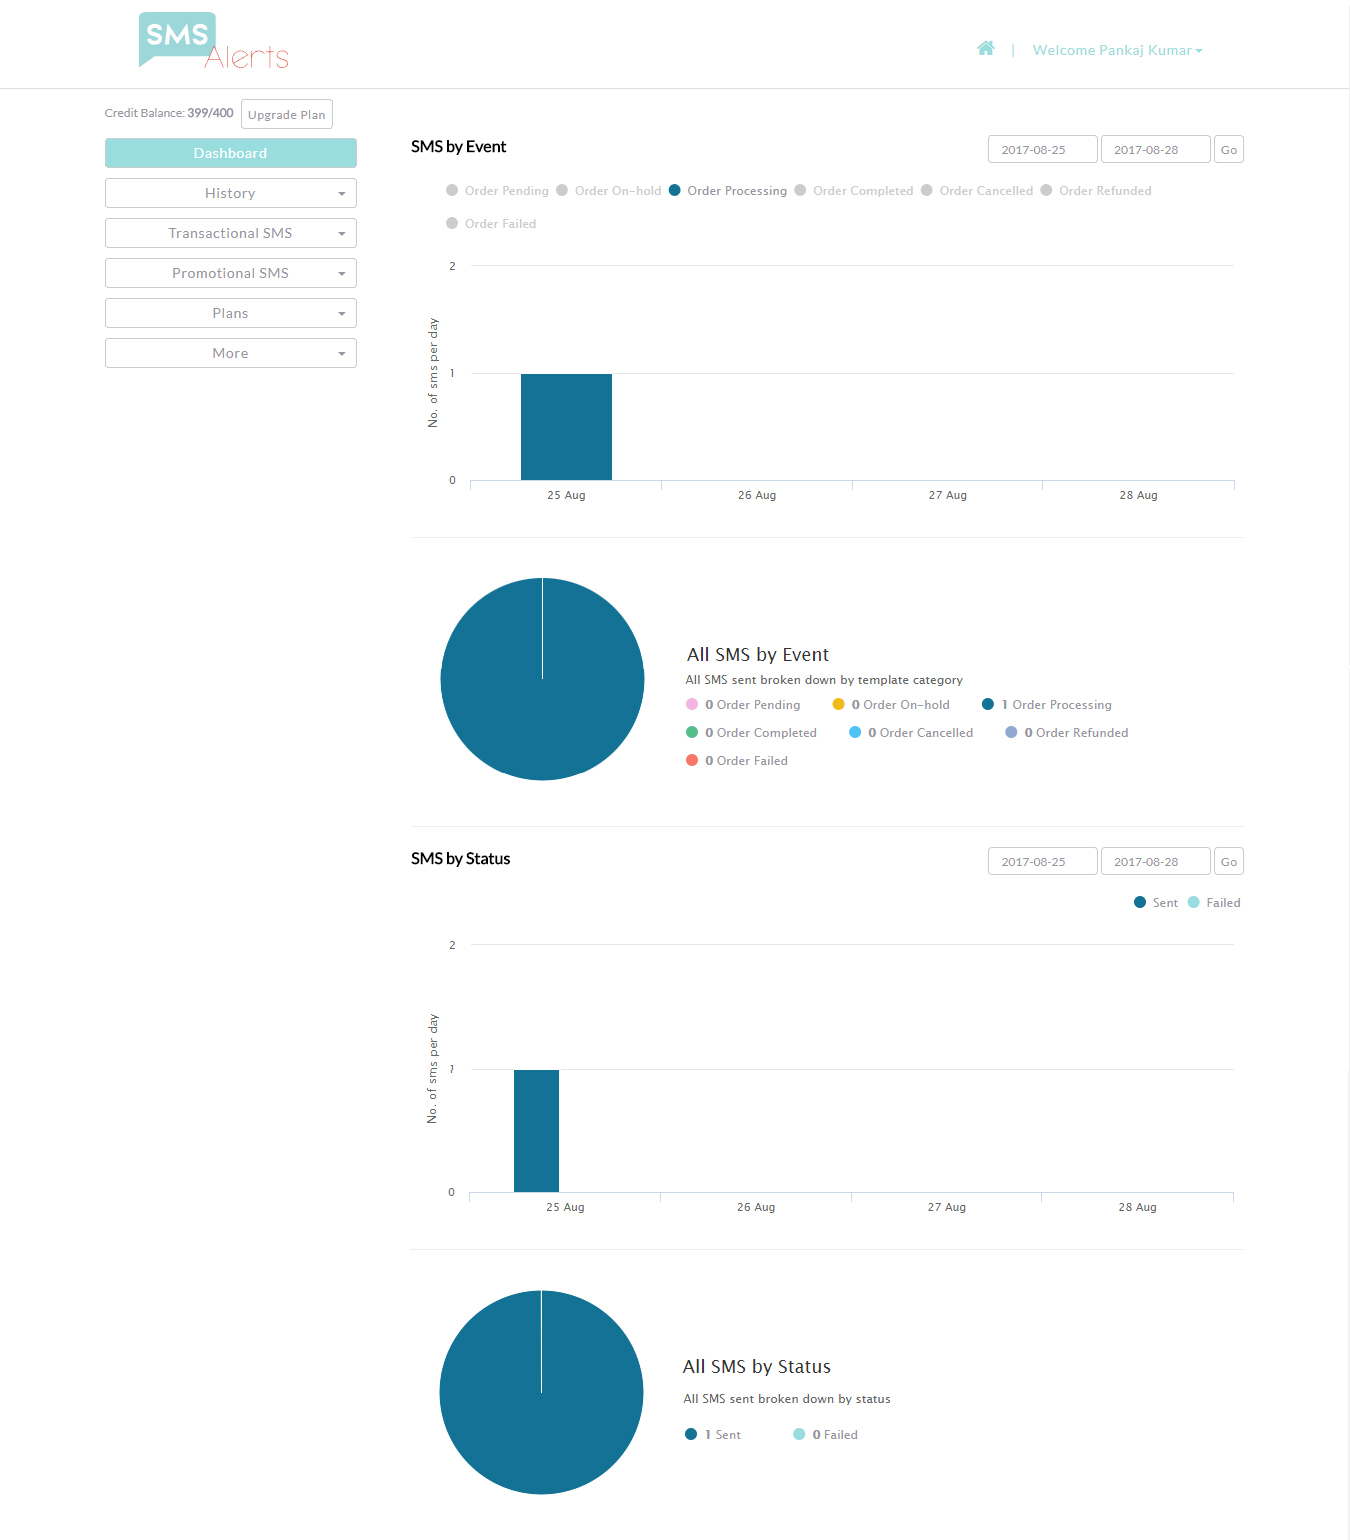 SMS
Alerts
| Welcome Pankaj Kumar
Credit Balance: 399/400 Upgrade Plan
Dashboard
History
Transactional SMS
Promotional SMS
Plans
More
SMS by Event 2017-08-25 2017-08-28 Go
Order Pending Order On-hold Order Processing Order Completed Order Cancelled Order Refunded
Order Failed
No. of sms per day
2
1
0
25 Aug 26 Aug 27 Aug 28 Aug
All SMS by Event
All SMS sent broken down by template category
0 Order Pending 0 Order On-hold 1 Order Processing
0 Order Completed 0 Order Cancelled 0 Order Refunded
0 Order Failed
SMS by Status 2017-08-25 2017-08-28 Go
Sent Failed
No. of sms per day
2
1
0
25 Aug 26 Aug 27 Aug 28 Aug
All SMS by Status
All SMS sent broken down by status
1 Sent 0 Failed